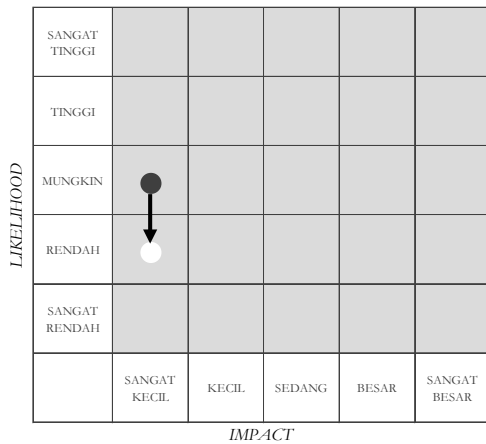 SANGAT
TINGGI
TINGGI
MUNGKIN
RENDAH
SANGAT
RENDAH
LIKELIHOOD
SANGAT
KECIL
KECIL
SEDANG
BESAR
SANGAT
BESAR
IMPACT